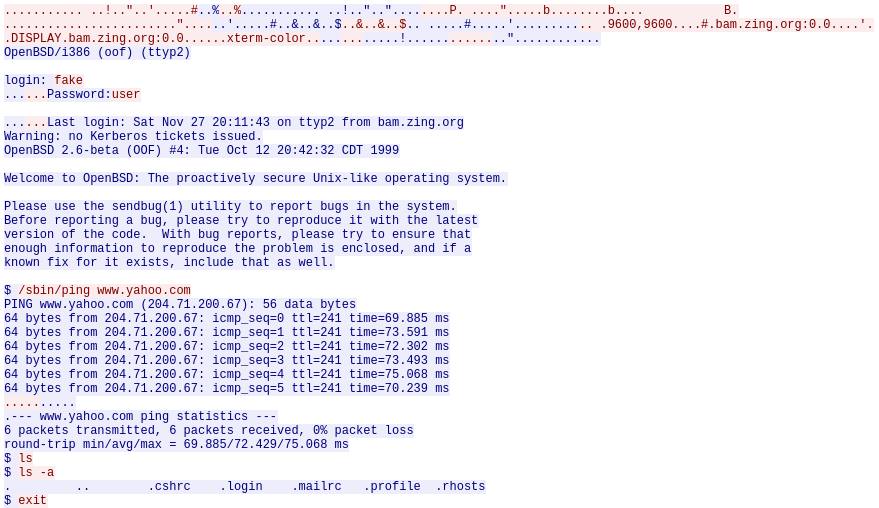 ........... ..!.."..'.....#..%..%........... ..!..".."........P. ....".....b........b.... B.
........................"......'.....#..&..&..$..&..&..$.. .....#.....'........... .9600,9600....#.bam.zing.org:0.0....'.
.DISPLAY.bam.zing.org:0.0......xterm-color.............!.............."............
OpenBSD/i386 (oof) (ttyp2)
login: fake
......Password:user
......Last login: Sat Nov 27 20:11:43 on ttyp2 from bam.zing.org
Warning: no Kerberos tickets issued.
OpenBSD 2.6-beta (OOF) #4: Tue Oct 12 20:42:32 CDT 1999
Welcome to OpenBSD: The proactively secure Unix-like operating system.
Please use the sendbug(1) utility to report bugs in the system.
Before reporting a bug, please try to reproduce it with the latest
version of the code.  With bug reports, please try to ensure that
enough information to reproduce the problem is enclosed, and if a
known fix for it exists, include that as well.
$ /sbin/ping www.yahoo.com
PING www.yahoo.com (204.71.200.67): 56 data bytes
64 bytes from 204.71.200.67: icmp_seq=0 ttl=241 time=69.885 ms
64 bytes from 204.71.200.67: icmp_seq=1 ttl=241 time=73.591 ms
64 bytes from 204.71.200.67: icmp_seq=2 ttl=241 time=72.302 ms
64 bytes from 204.71.200.67: icmp_seq=3 ttl=241 time=73.493 ms
64 bytes from 204.71.200.67: icmp_seq=4 ttl=241 time=75.068 ms
64 bytes from 204.71.200.67: icmp_seq=5 ttl=241 time=70.239 ms
..........
.--- www.yahoo.com ping statistics ---
6 packets transmitted, 6 packets received, 0% packet loss
round-trip min/avg/max = 69.885/72.429/75.068 ms
$ ls
$ ls -a
.         ..        .cshrc    .login    .mailrc   .profile  .rhosts
$ exit